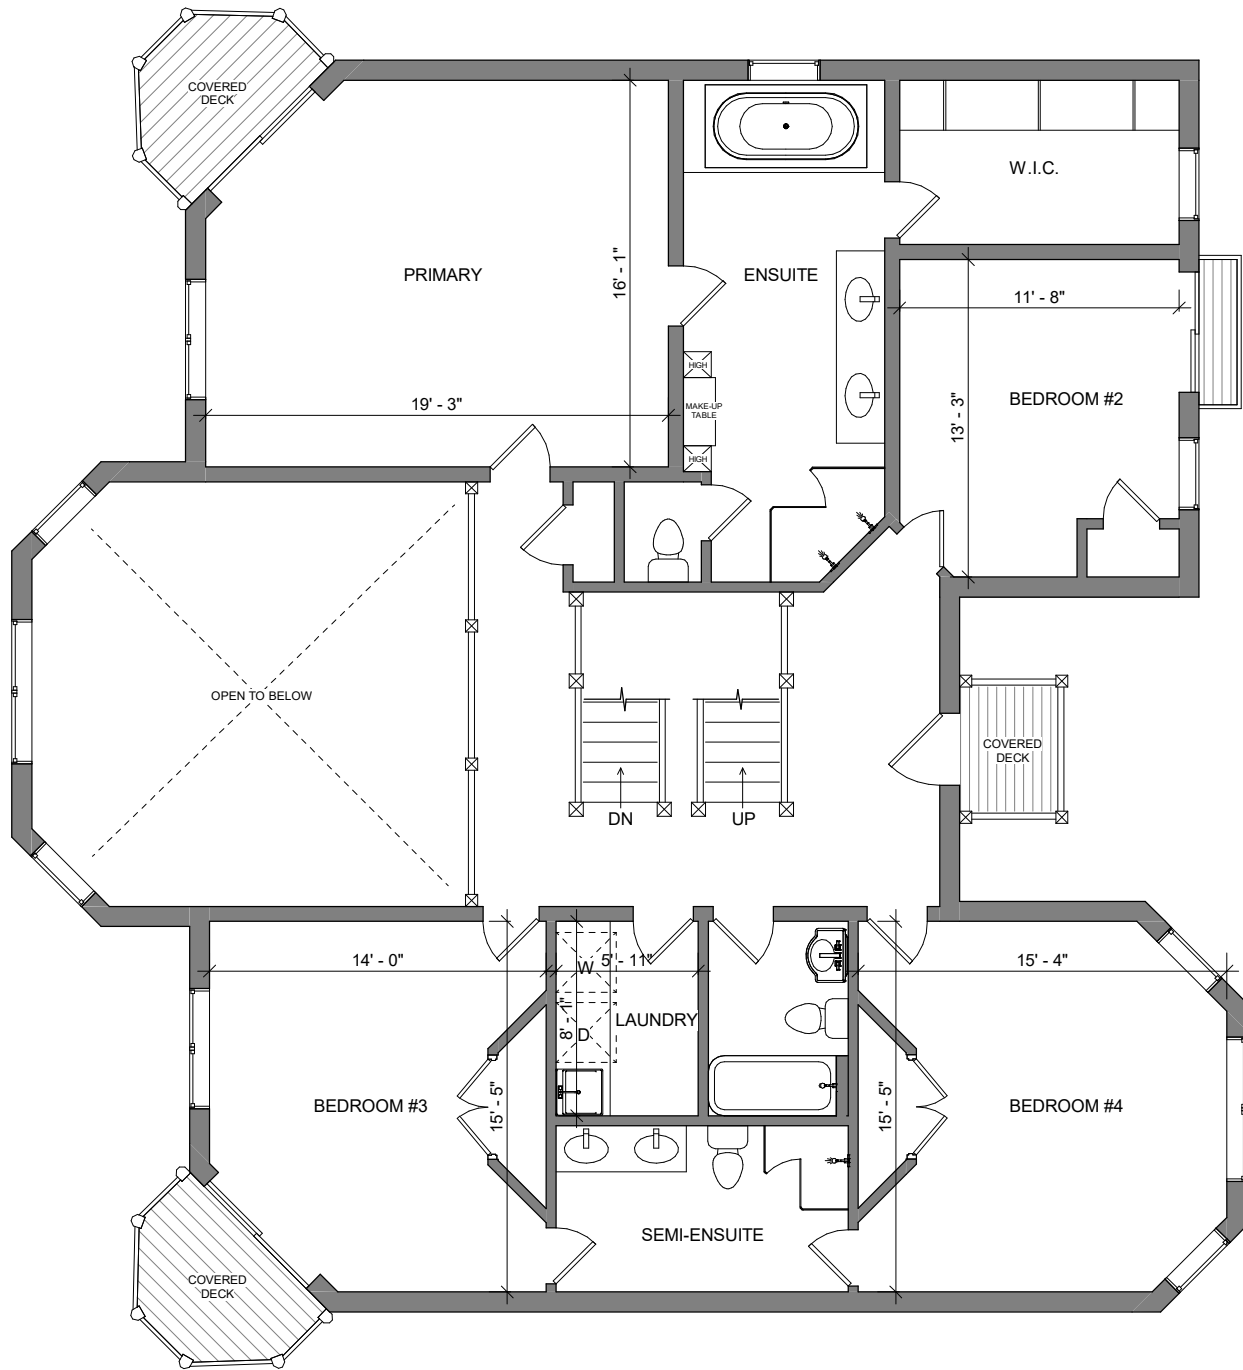 COVERED
DECK
W.I.C.
PRIMARY
16' - 1"
ENSUITE
11' - 8"
HIGH
MAKE-UP
TABLE
HIGH
19' - 3"
BEDROOM #2
13' - 3"
OPEN TO BELOW
COVERED
DECK
DN
UP
14' - 0"
W
5' - 11"
15' - 4"
8' - 1"
D
LAUNDRY
BEDROOM #3
15' - 5"
15' - 5"
BEDROOM #4
SEMI-ENSUITE
COVERED
DECK